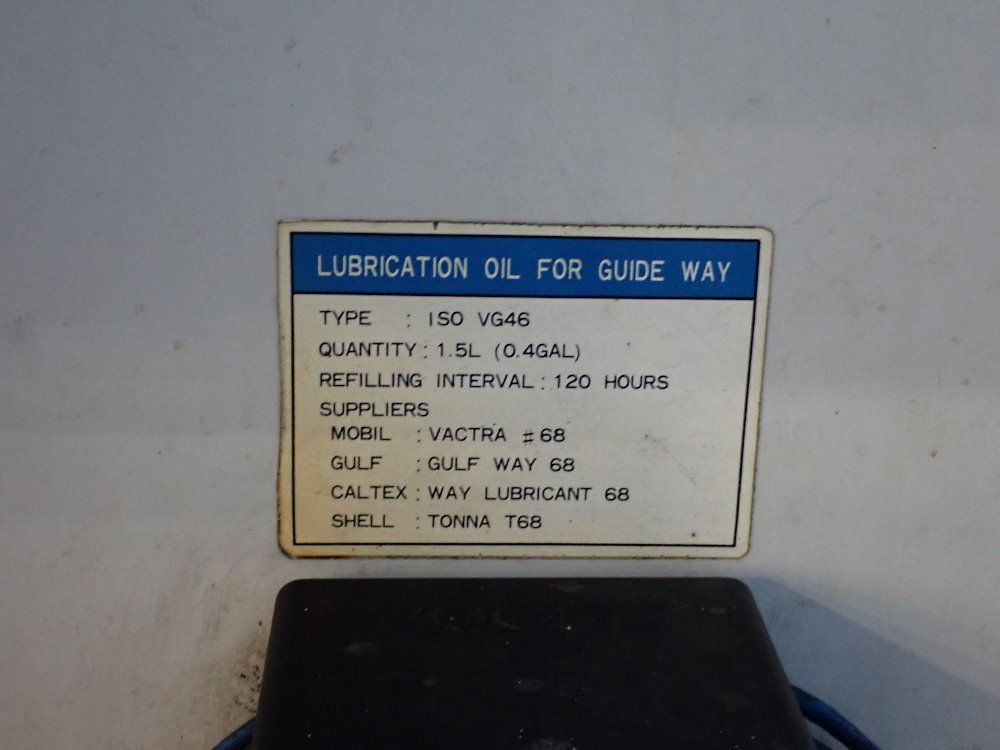 LUBRICATION OIL FOR GUIDE WAY
TYPE : ISO VG46
QUANTITY : 1.5L (0.4GAL)
REFILLING INTERVAL : 120 HOURS
SUPPLIERS
MOBIL : VACTRA #68
GULF : GULF WAY 68
CALTEX : WAY LUBRICANT 68
SHELL : TONNA T68